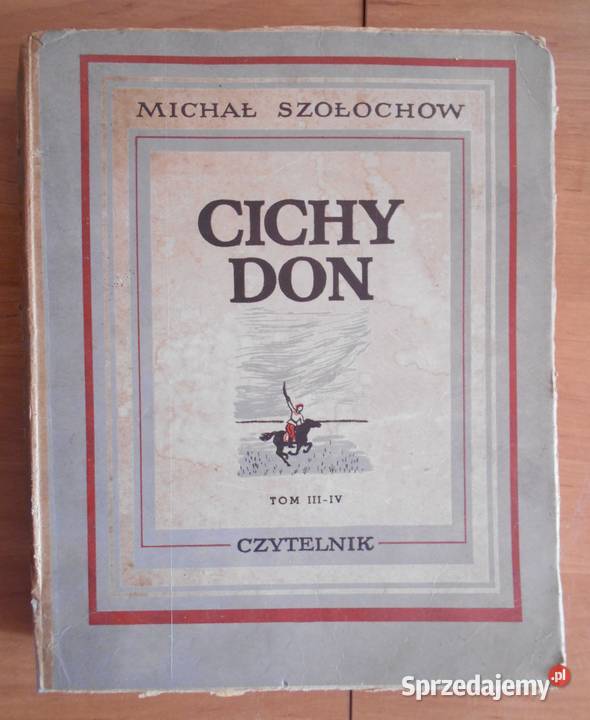 MICHAŁ SZOŁOCHOW
CICHY
DON
TOM III-IV
CZYTELNIK
Sprzedajemy.pl